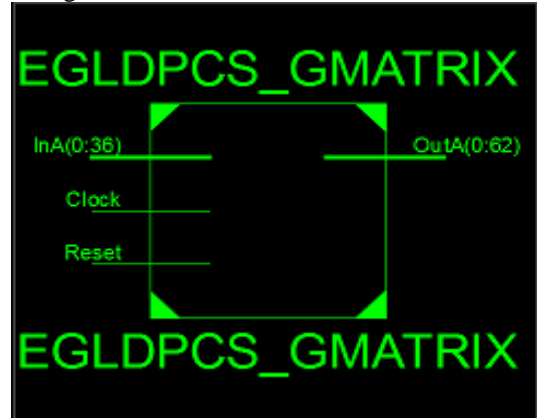 EGLDPCS_GMATRIX
InA(0:36) OutA(0:62)
Clock
Reset
EGLDPCS_GMATRIX